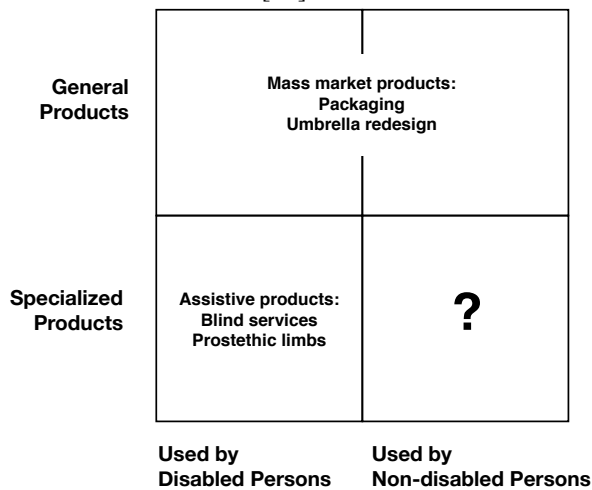 General
Products
Mass market products:
Packaging
Umbrella redesign
Specialized
Products
Assistive products:
Blind services
Prostethic limbs
?
Used by
Disabled Persons
Used by
Non-disabled Persons